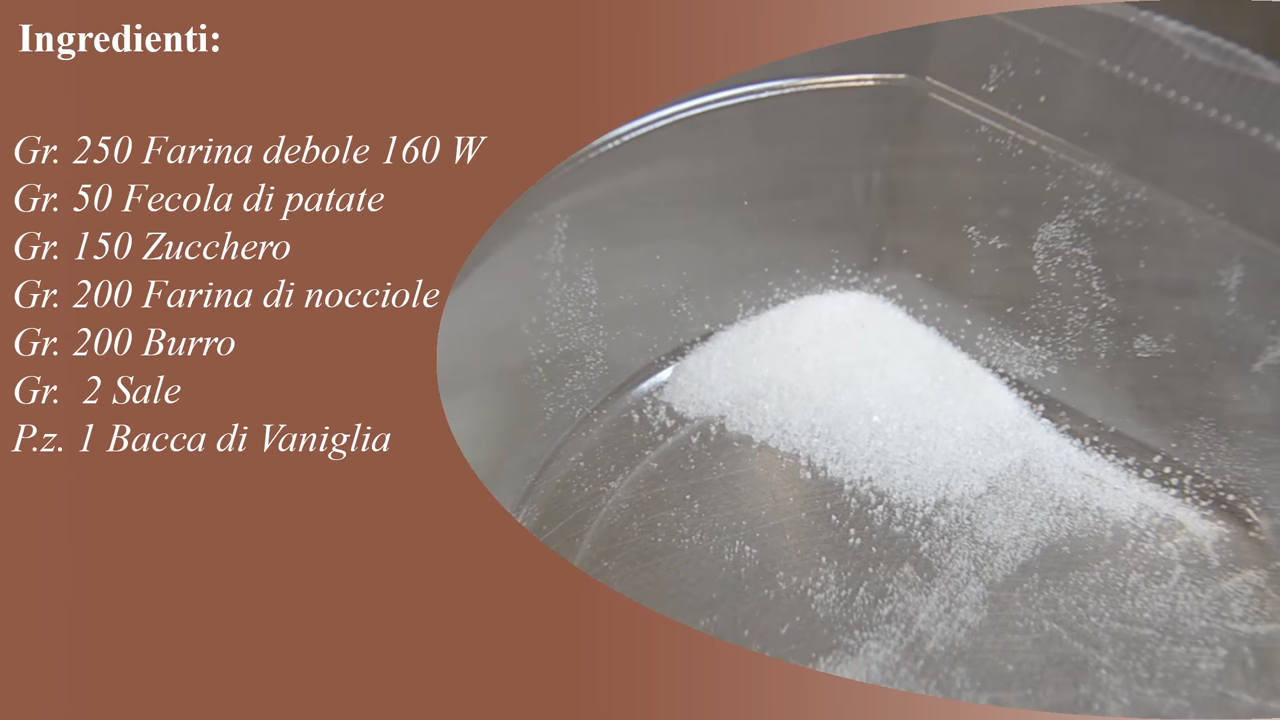 Ingredienti:
Gr. 250 Farina debole 160 W
Gr. 50 Fecola di patate
Gr. 150 Zucchero
Gr. 200 Farina di nocciole
Gr. 200 Burro
Gr.  2 Sale
P.z. 1 Bacca di Vaniglia